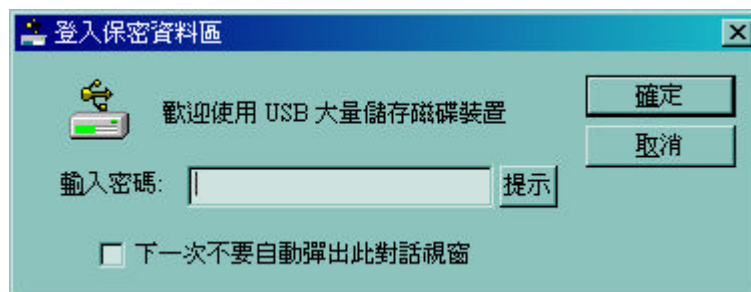 登入保密資料區
歡迎使用 USB 大量儲存磁碟裝置
確定
取消
輸入密碼:
提示
下一次不要自動彈出此對話視窗